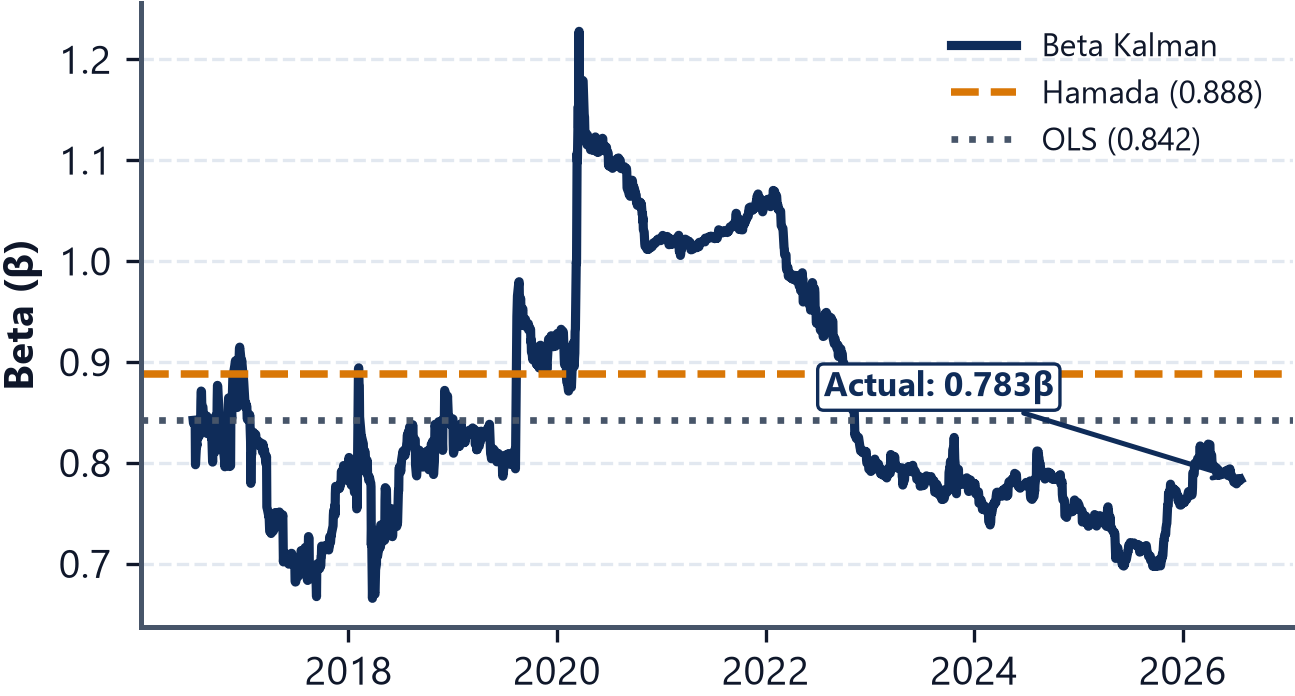 Beta Kalman
Hamada (0.888)
OLS (0.842)
Beta (β)
1.2
1.1
1.0
0.9
0.8
0.7
Actual: 0.783β
2018
2020
2022
2024
2026